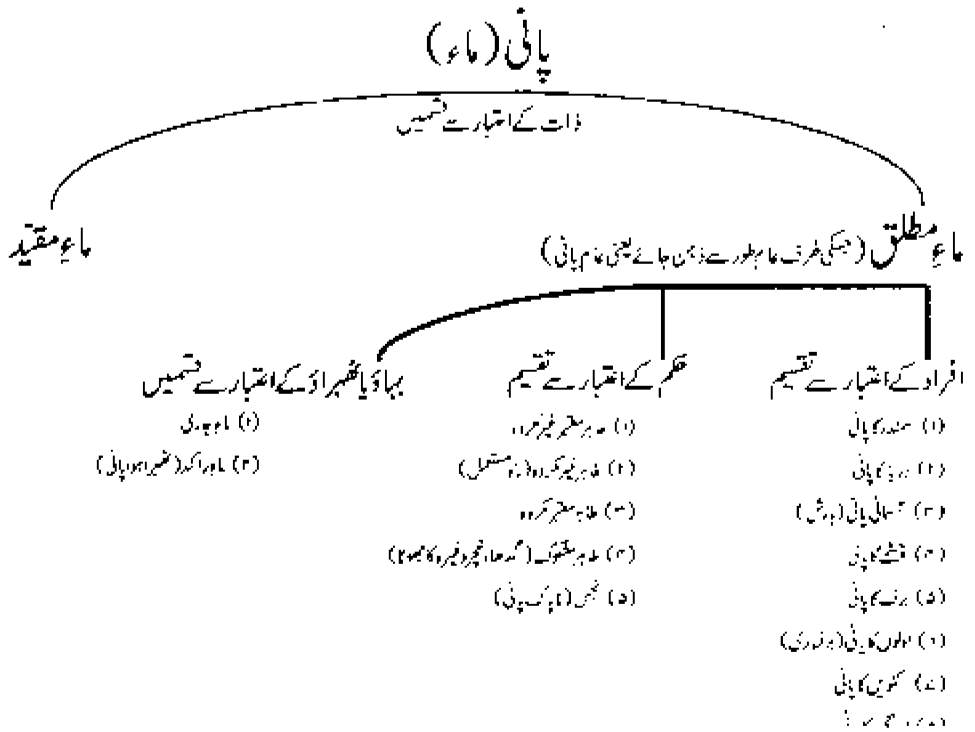 پانی (ماء)
ذات کے اعتبار سے قسمیں
ماءِ مطلق (جسکی طرف عام طور سے ذہن جائے یعنی عام پانی)
ماءِ مقیّد
افراد کے اعتبار سے تقسیم
(۱) سمندر کا پانی
(۲) دریا کا پانی
(۳) آسمانی پانی (بارش)
(۴) چشمے کا پانی
(۵) برف کا پانی
(۶) اولوں کا پانی
(۷) کنویں کا پانی
حکم کے اعتبار سے تقسیم
(۱) طاہر مطہر غیر مکروہ
(۲) طاہر غیر مکروہ
(۳) طاہر مطہر مکروہ
(۴) طاہر مشکوک (گدھا، خچر وغیرہ کا جھوٹا)
(۵) نجس (ناپاک پانی)
بہاؤ یا ٹھہراؤ کے اعتبار سے قسمیں
(۱) ماء جاری
(۲) ماء راکد (ٹھہرا ہوا پانی)